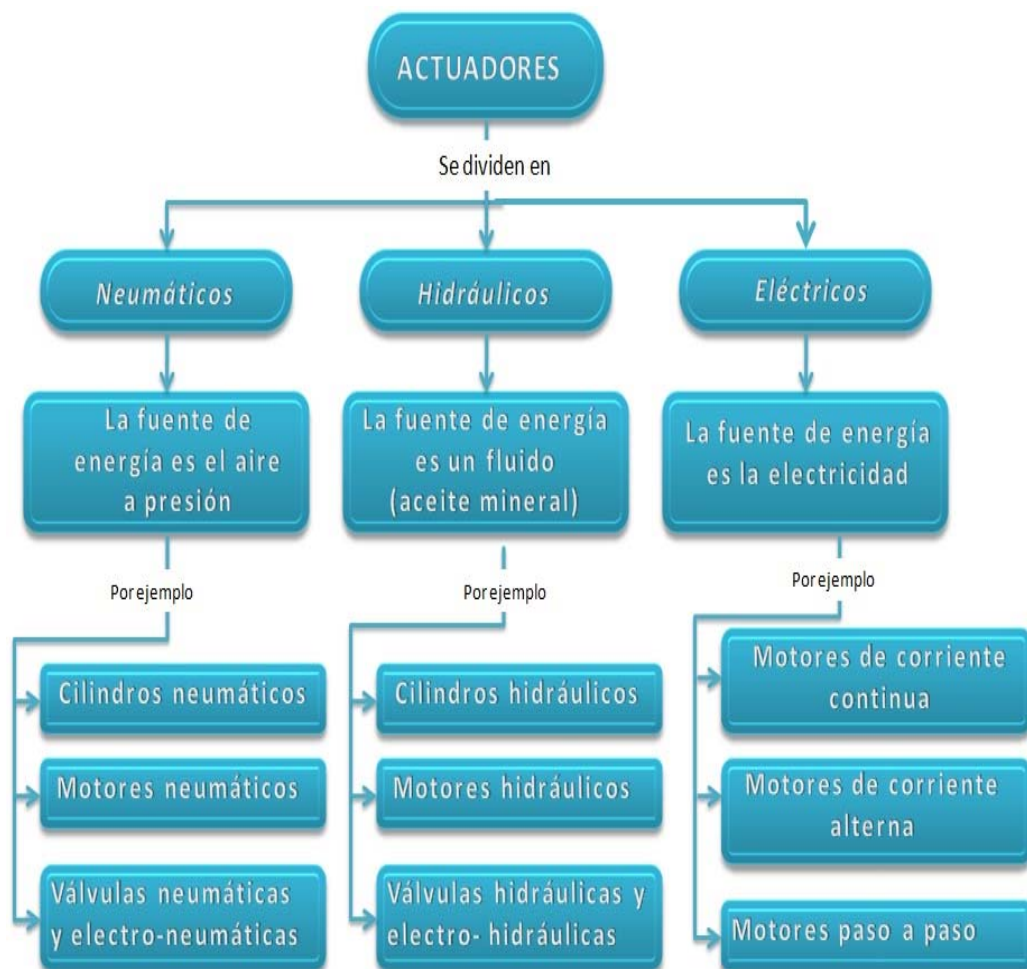 ACTUADORES
Se dividen en
Neumáticos
Hidráulicos
Eléctricos
La fuente de
energía es el aire
a presión
La fuente de energía
es un fluido
(aceite mineral)
La fuente de energía
es la electricidad
Por ejemplo
Por ejemplo
Por ejemplo
Cilindros neumáticos
Motores neumáticos
Válvulas neumáticas
y electro-neumáticas
Cilindros hidráulicos
Motores hidráulicos
Válvulas hidráulicas y
electro- hidráulicas
Motores de corriente
continua
Motores de corriente
alterna
Motores paso a paso